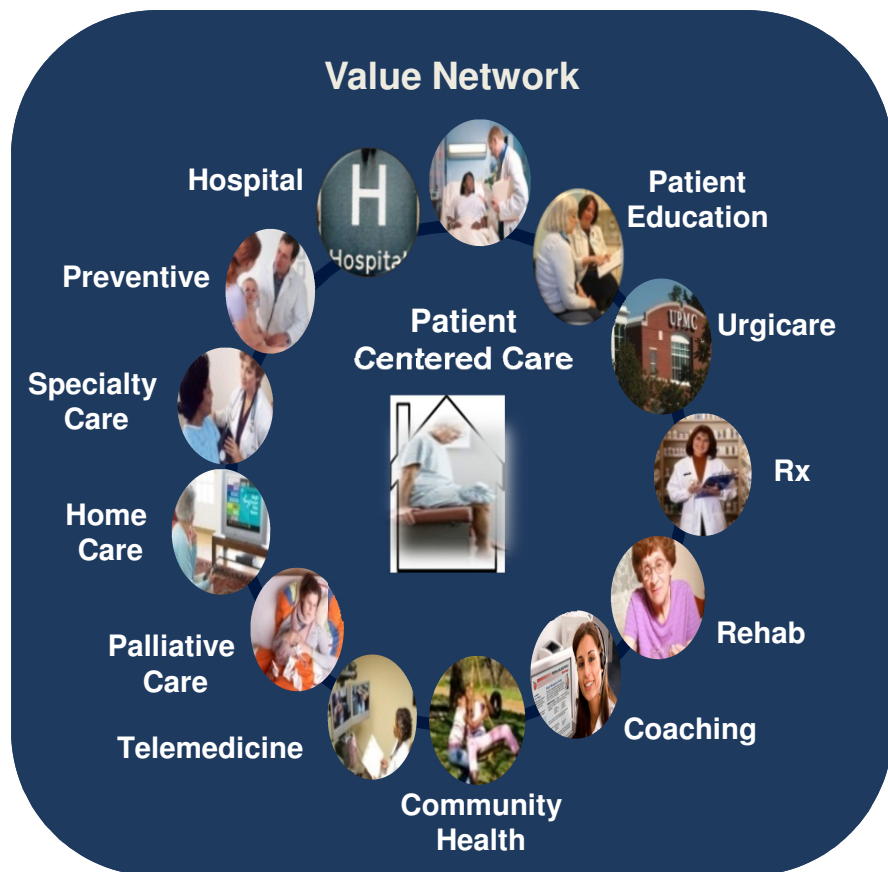 Value Network
Hospital
H
Hospital
Patient
Education
Preventive
Urgicare
UPMC
Patient
Centered Care
Specialty
Care
Rx
Home
Care
Rehab
Palliative
Care
Coaching
Telemedicine
Community
Health